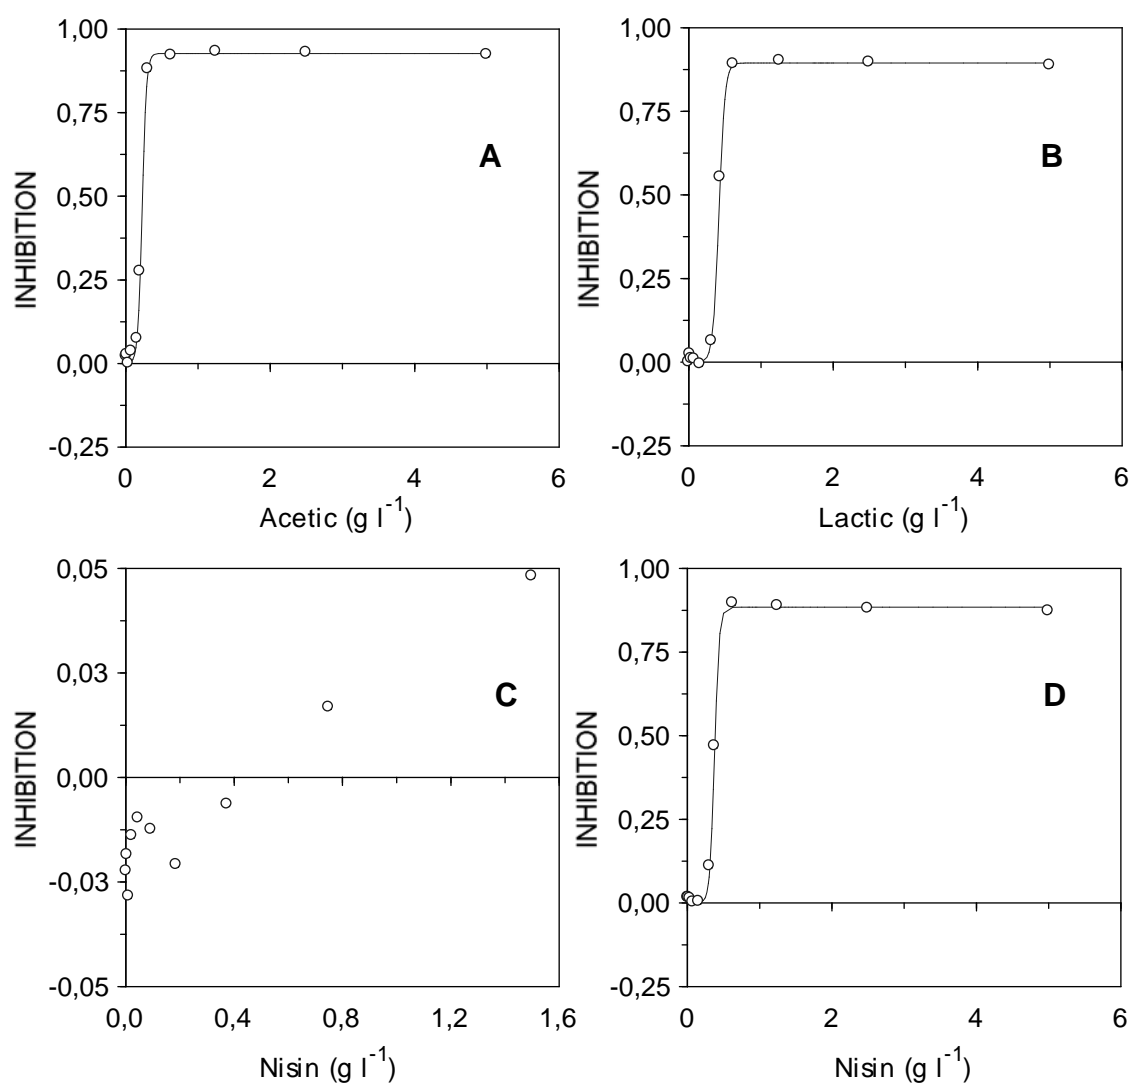 1,00
0,75
0,50
0,25
0,00
-0,25
INHIBITION
A
0 2 4 6
Acetic (g l⁻¹)
1,00
0,75
0,50
0,25
0,00
-0,25
INHIBITION
B
0 2 4 6
Lactic (g l⁻¹)
0,05
0,03
0,00
-0,03
-0,05
INHIBITION
C
0,0 0,4 0,8 1,2 1,6
Nisin (g l⁻¹)
1,00
0,75
0,50
0,25
0,00
-0,25
INHIBITION
D
0 2 4 6
Nisin (g l⁻¹)